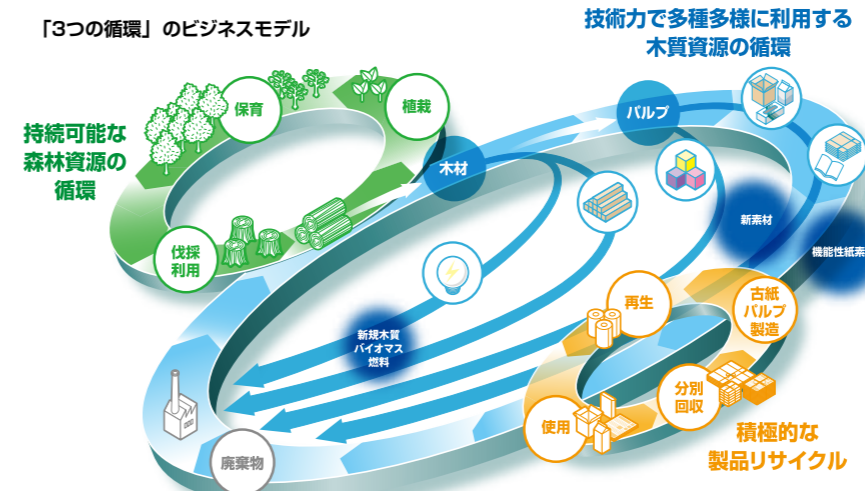 「3つの循環」のビジネスモデル
技術力で多種多様に利用する
木質資源の循環
持続可能な
森林資源の
循環
保育
植栽
伐採
利用
木材
パルプ
新素材
機能性紙素
新規木質
バイオマス
燃料
再生
古紙
パルプ
製造
使用
分別
回収
廃棄物
積極的な
製品リサイクル